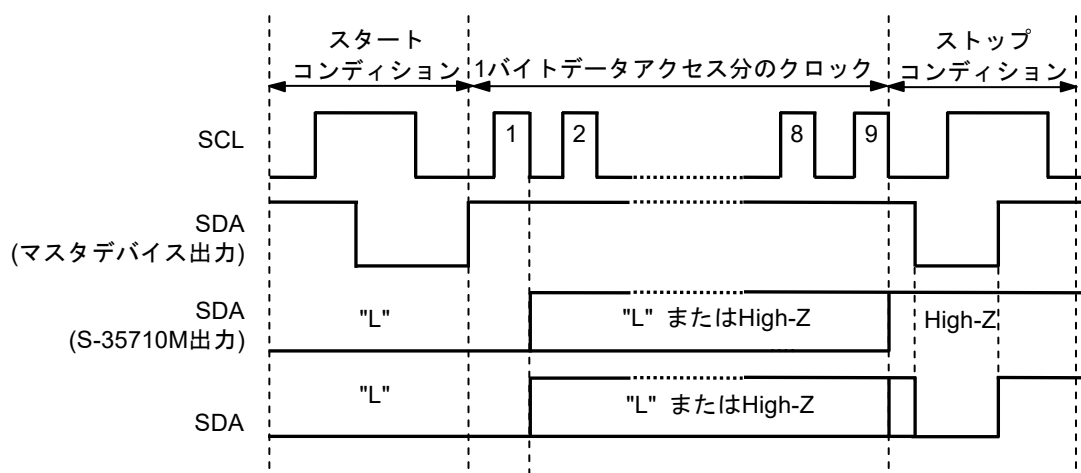 スタート
コンディション
1バイトデータアクセス分のクロック
ストップ
コンディション
SCL
1
2
8
9
SDA
(マスタデバイス出力)
SDA
(S-35710M出力)
"L"
"L" またはHigh-Z
High-Z
SDA
"L"
"L" またはHigh-Z